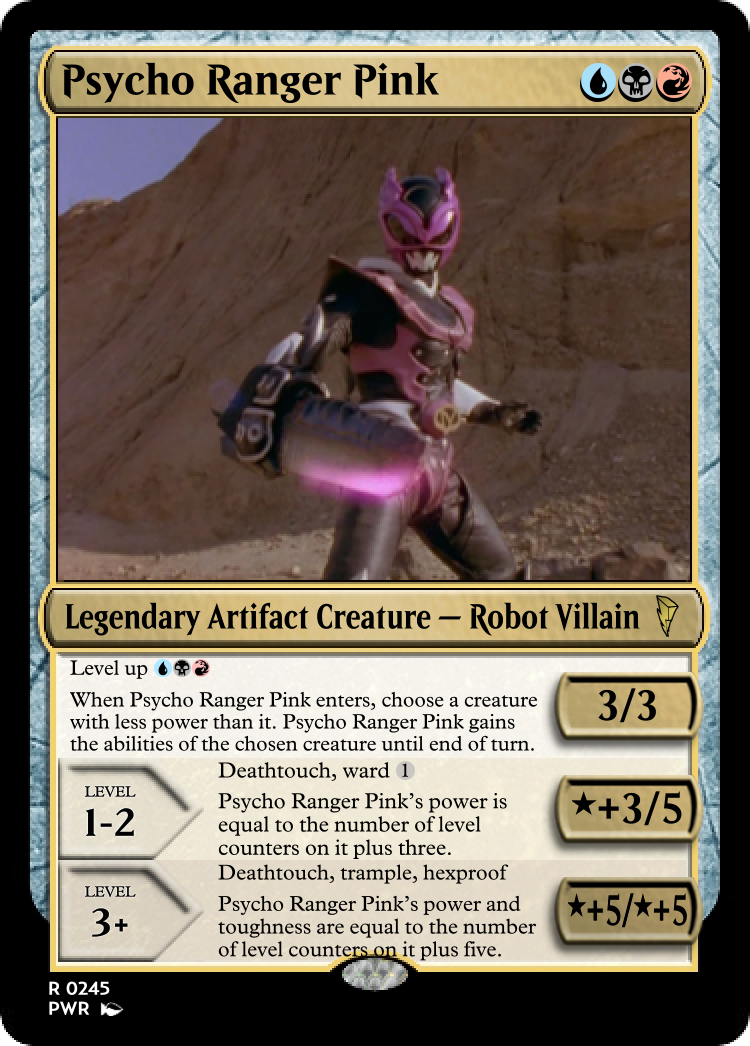 Psycho Ranger Pink
Legendary Artifact Creature — Robot Villain
Level up
3/3
When Psycho Ranger Pink enters, choose a creature
with less power than it. Psycho Ranger Pink gains
the abilities of the chosen creature until end of turn.
LEVEL
1-2
Deathtouch, ward 1
Psycho Ranger Pink's power is
equal to the number of level
counters on it plus three.
★+3/5
LEVEL
3+
Deathtouch, trample, hexproof
Psycho Ranger Pink's power and
toughness are equal to the number
of level counters on it plus five.
★+5/★+5
R 0245
PWR